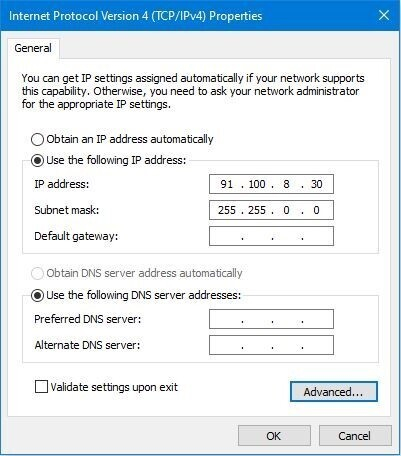 Internet Protocol Version 4 (TCP/IPv4) Properties
General
You can get IP settings assigned automatically if your network supports
this capability. Otherwise, you need to ask your network administrator
for the appropriate IP settings.
Obtain an IP address automatically
Use the following IP address:
IP address: 91 . 100 . 8 . 30
Subnet mask: 255 . 255 . 0 . 0
Default gateway: . . .
Obtain DNS server address automatically
Use the following DNS server addresses:
Preferred DNS server: . . .
Alternate DNS server: . . .
Validate settings upon exit
Advanced...
OK Cancel